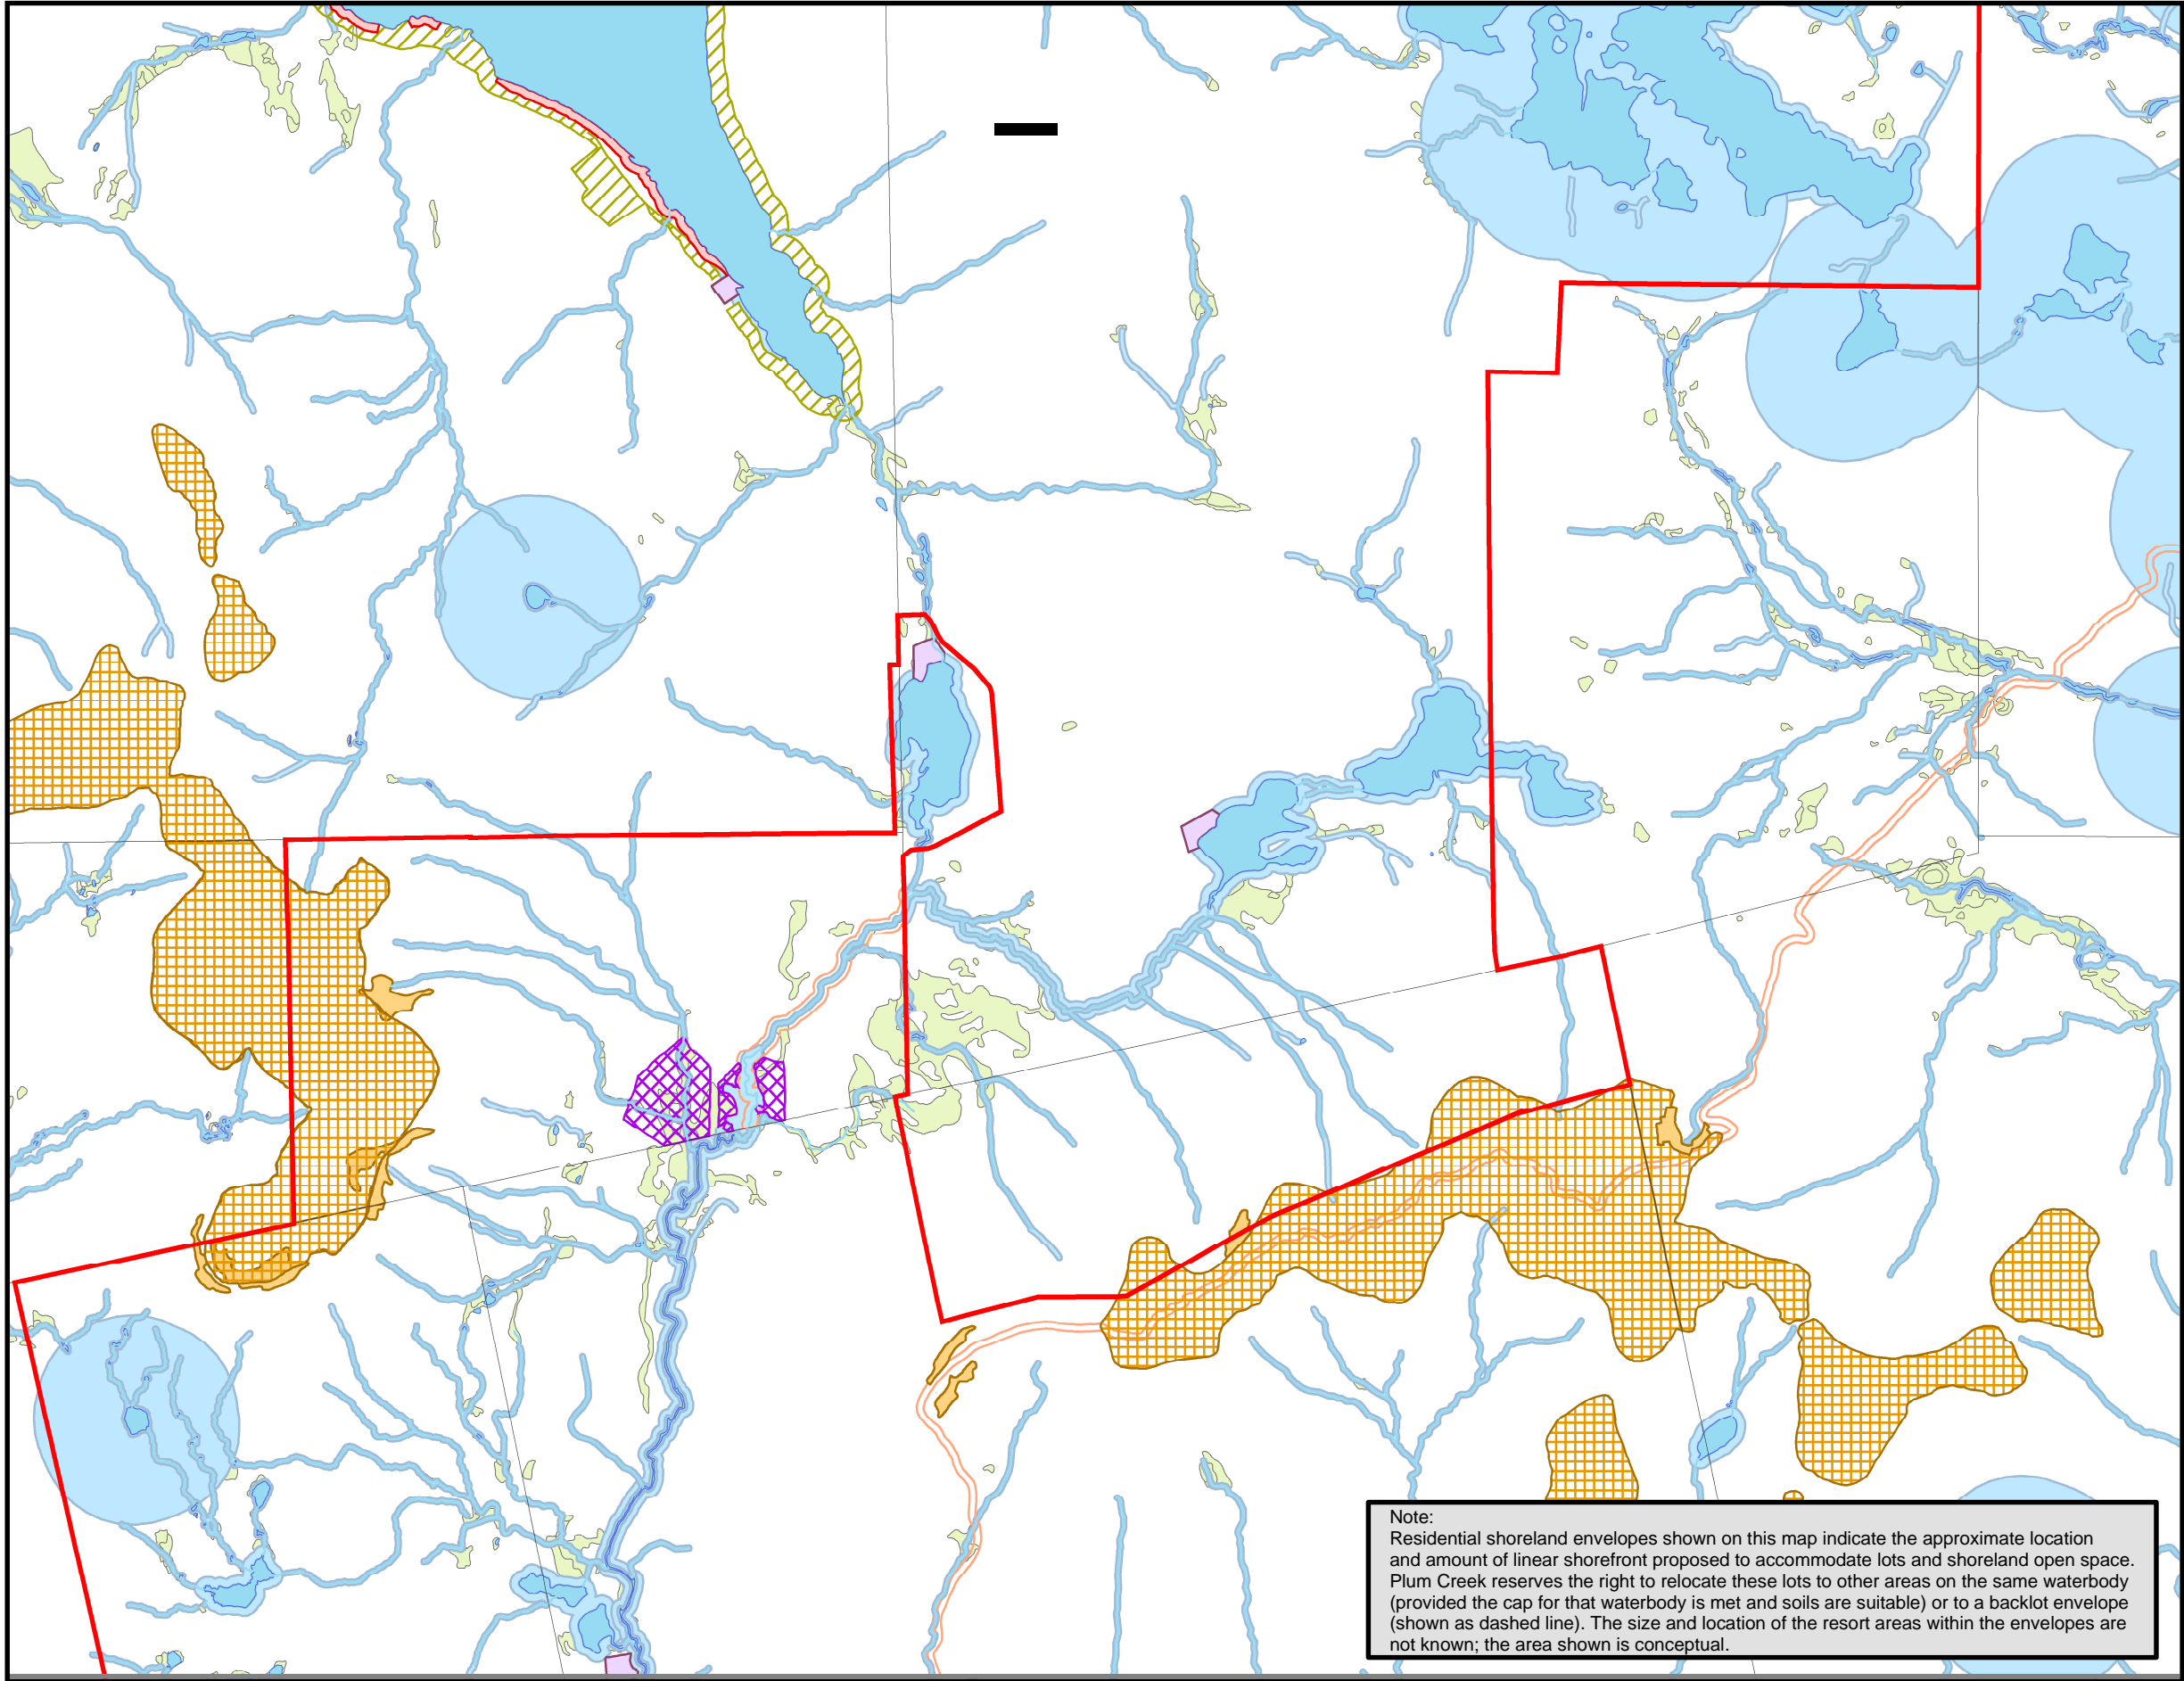 Note:
Residential shoreland envelopes shown on this map indicate the approximate location
and amount of linear shorefront proposed to accommodate lots and shoreland open space.
Plum Creek reserves the right to relocate these lots to other areas on the same waterbody
(provided the cap for that waterbody is met and soils are suitable) or to a backlot envelope
(shown as dashed line). The size and location of the resort areas within the envelopes are
not known; the area shown is conceptual.